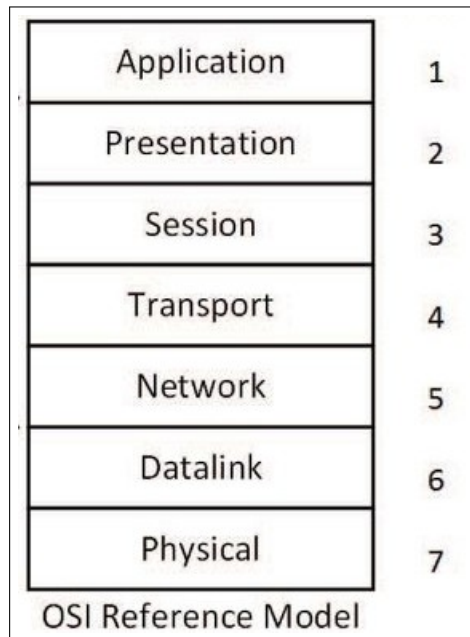 Application 1
Presentation 2
Session 3
Transport 4
Network 5
Datalink 6
Physical 7
OSI Reference Model